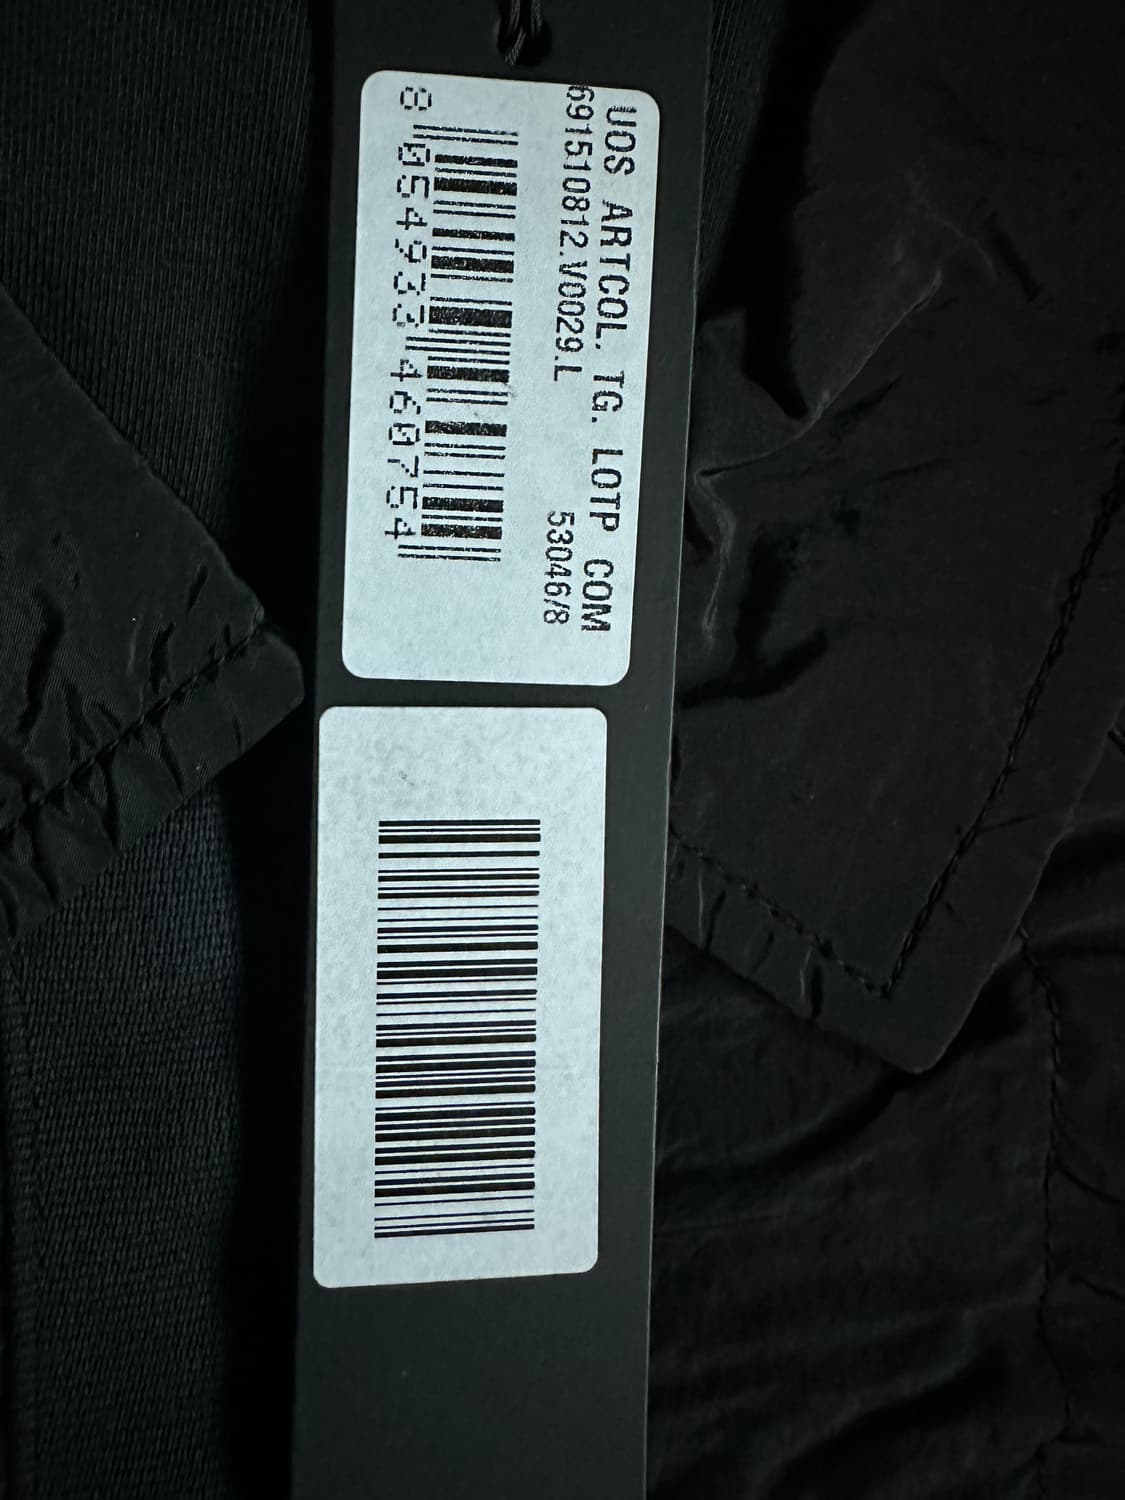 UOS ARTCOL. TG. LOTP COM
691510812.V0029.L 53046/8
8 054933 460754